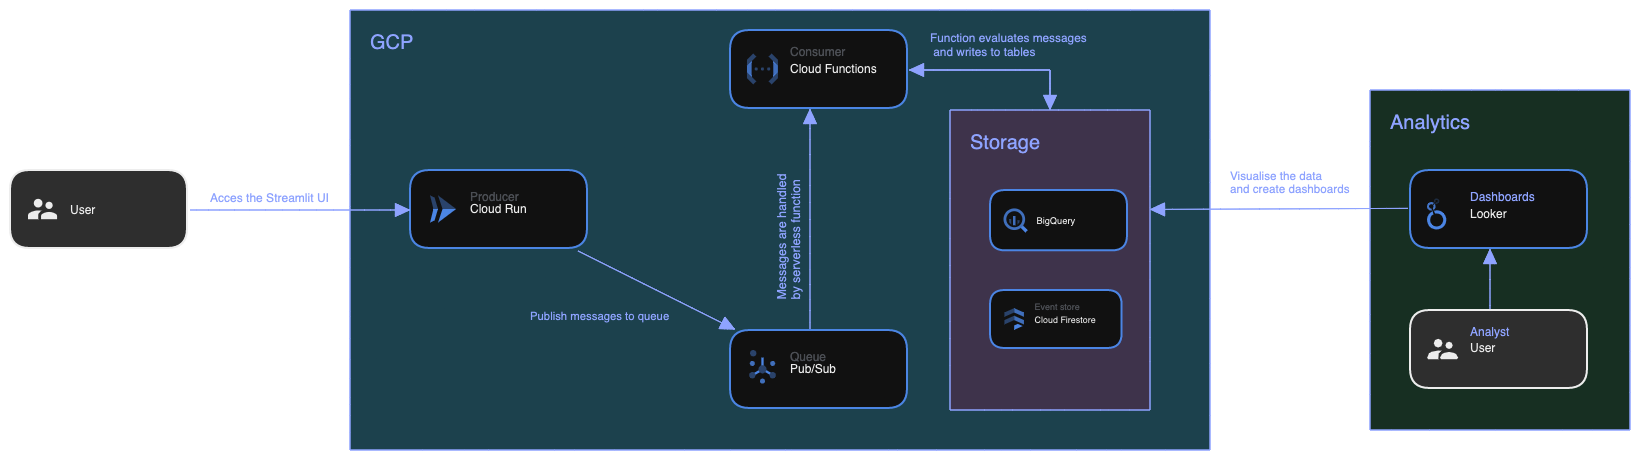 User
Acces the Streamlit UI
GCP
Producer
Cloud Run
Publish messages to queue
Queue
Pub/Sub
Messages are handled
by serverless function
Consumer
Cloud Functions
Function evaluates messages
and writes to tables
Storage
BigQuery
Event store
Cloud Firestore
Visualise the data
and create dashboards
Analytics
Dashboards
Looker
Analyst
User